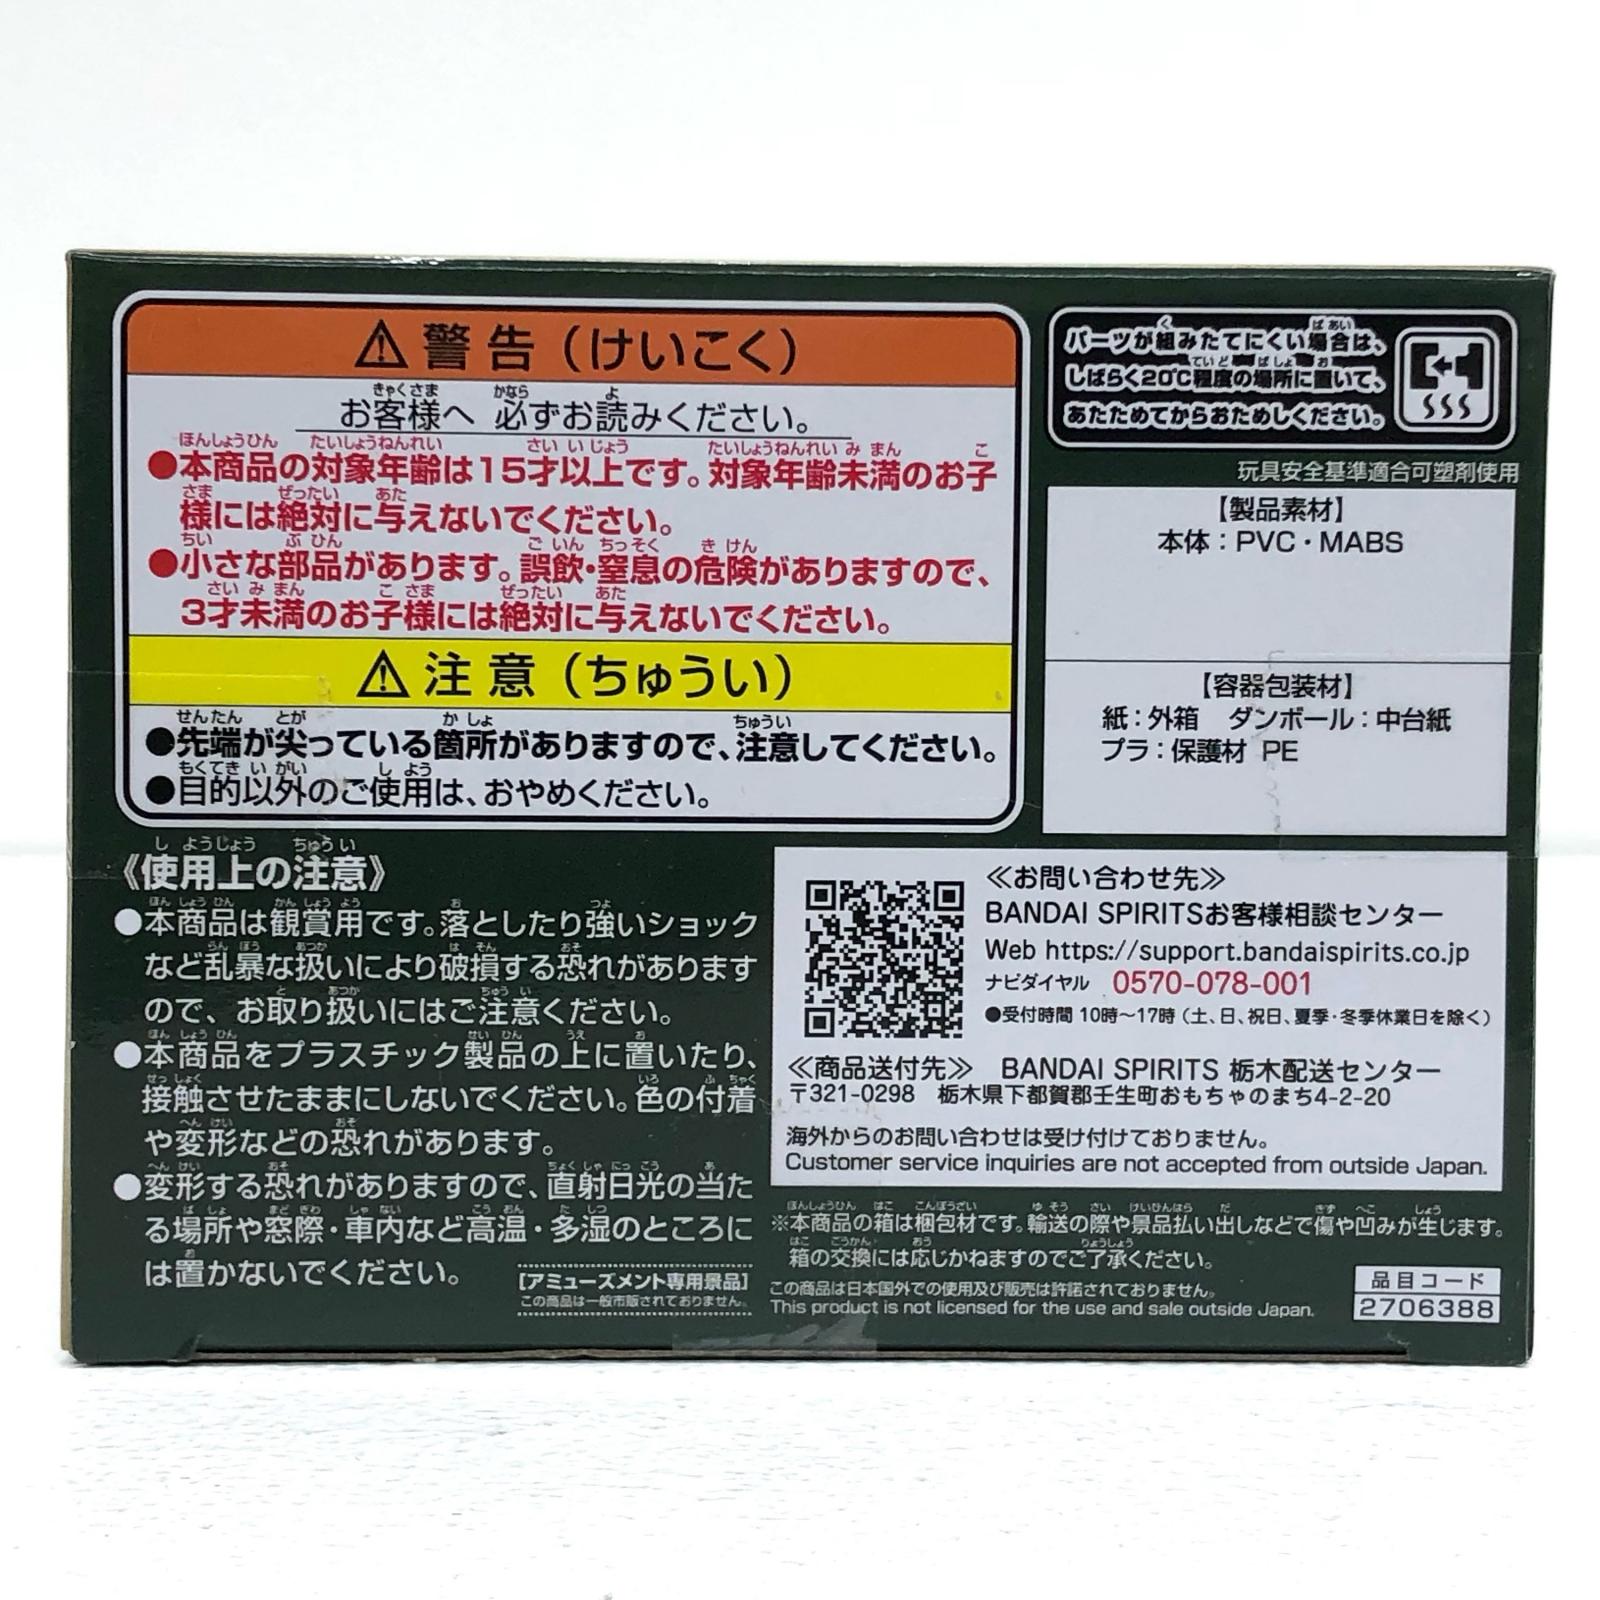 ⚠警告（けいこく）
お客様へ 必ずお読みください。
●本商品の対象年齢は15才以上です。対象年齢未満のお子
様には絶対に与えないでください。
●小さな部品があります。誤飲・窒息の危険がありますので、
3才未満のお子様には絶対に与えないでください。
⚠注意（ちゅうい）
●先端が尖っている箇所がありますので、注意してください。
●目的以外のご使用は、おやめください。
《使用上の注意》
●本商品は観賞用です。落としたり強いショック
など乱暴な扱いにより破損する恐れがあります
ので、お取り扱いにはご注意ください。
●本商品をプラスチック製品の上に置いたり、
接触させたままにしないでください。色の付着
や変形などの恐れがあります。
●変形する恐れがありますので、直射日光の当た
る場所や窓際・車内など高温・多湿のところに
は置かないでください。
[アミューズメント専用景品]
この商品は一般市販されておりません。
パーツが組みたてにくい場合は、
しばらく20℃程度の場所に置いて、
あたためてからおためしください。
玩具安全基準適合可塑剤使用
【製品素材】
本体：PVC・MABS
【容器包装材】
紙：外箱 ダンボール：中台紙
プラ：保護材 PE
≪お問い合わせ先≫
BANDAI SPIRITSお客様相談センター
Web https://support.bandaispirits.co.jp
ナビダイヤル 0570-078-001
●受付時間 10時〜17時（土、日、祝日、夏季・冬季休業日を除く）
≪商品送付先≫ BANDAI SPIRITS 栃木配送センター
〒321-0298 栃木県下都賀郡壬生町おもちゃのまち4-2-20
海外からのお問い合わせは受け付けておりません。
Customer service inquiries are not accepted from outside Japan.
※本商品の箱は梱包材です。輸送の際や景品払い出しなどで傷や凹みが生じます。
箱の交換には応じかねますのでご了承ください。
この商品は日本国外での使用及び販売は許諾されておりません。
This product is not licensed for the use and sale outside Japan.
品目コード
2706388